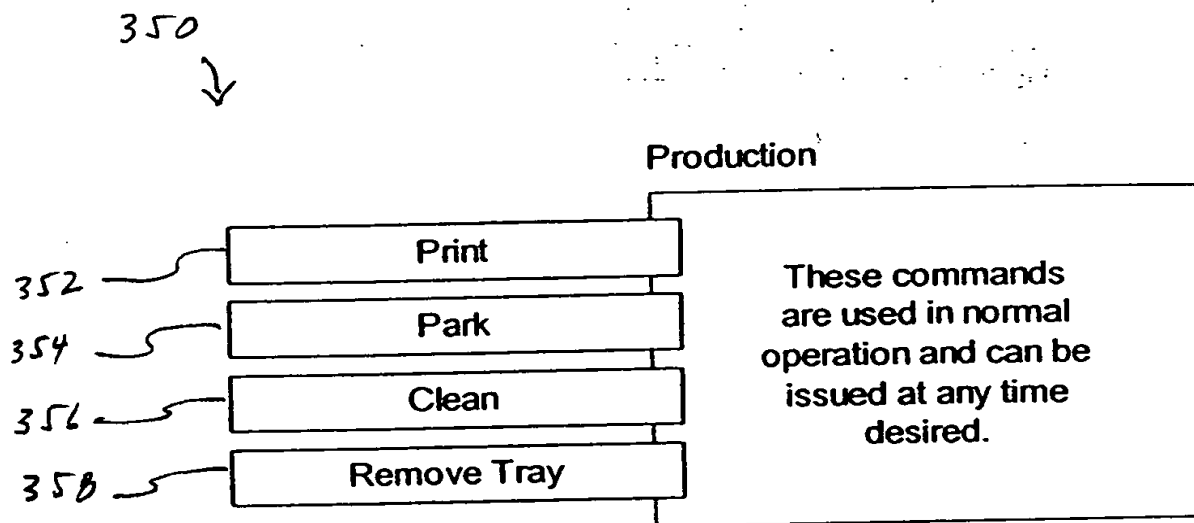 350
Production
352
Print
These commands
are used in normal
operation and can be
issued at any time
desired.
354
Park
356
Clean
358
Remove Tray